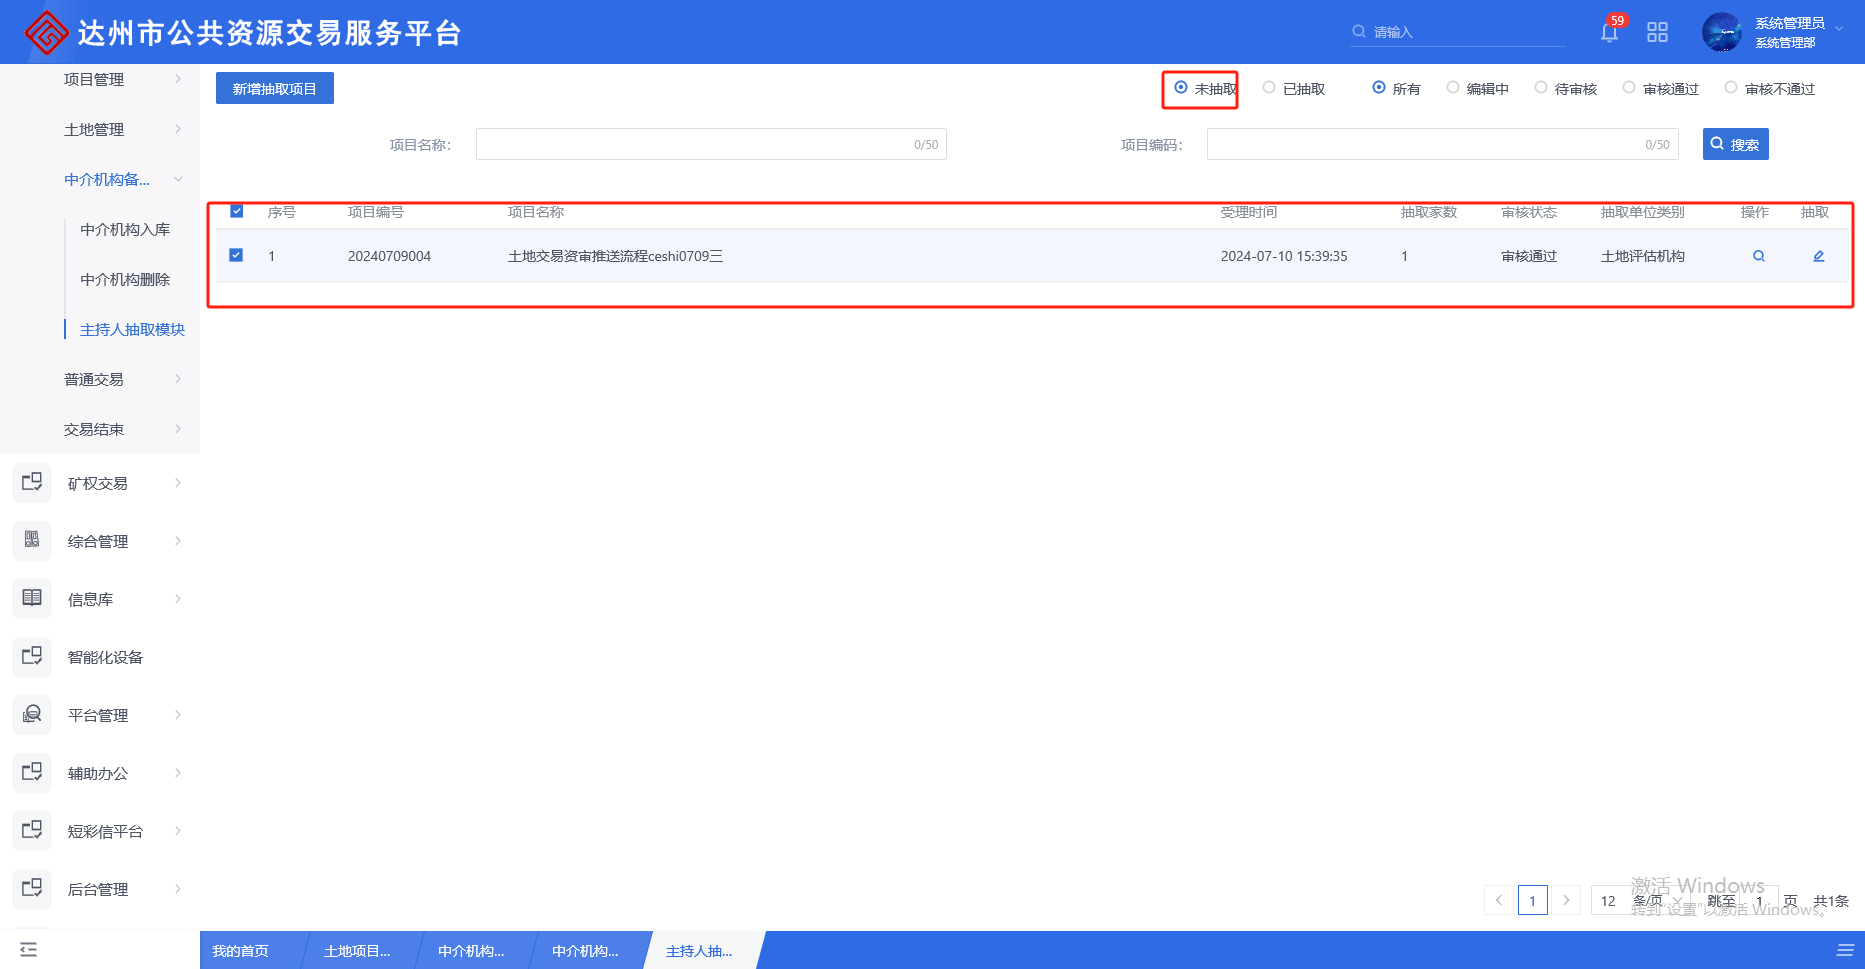 达州市公共资源交易服务平台
请输入
59
系统管理员
系统管理部
项目管理
土地管理
中介机构备...
中介机构入库
中介机构删除
主持人抽取模块
普通交易
交易结束
矿权交易
综合管理
信息库
智能化设备
平台管理
辅助办公
短彩信平台
后台管理
新增抽取项目
未抽取 已抽取 所有 编辑中 待审核 审核通过 审核不通过
项目名称: 0/50 项目编码: 0/50 搜索
序号 项目编号 项目名称 受理时间 抽取家数 审核状态 抽取单位类别 操作 抽取
1 20240709004 土地交易资审推送流程ceshi0709三 2024-07-10 15:39:35 1 审核通过 土地评估机构
1 12 条/页 跳至 1 页 共1条
激活 Windows
转到"设置"以激活 Windows。
我的首页 土地项目... 中介机构... 中介机构... 主持人抽...